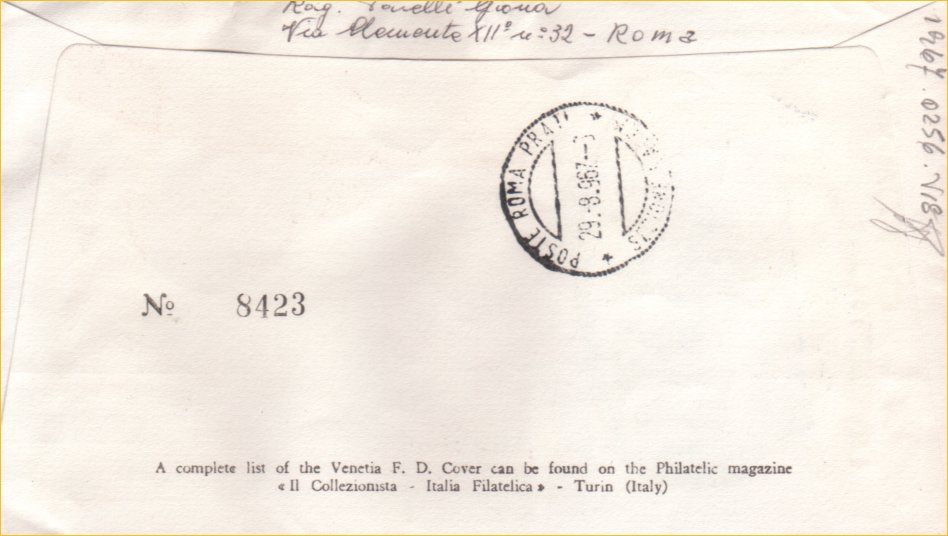 Via Clemente XII° n° 32 - Roma
POSTE ROMA PRATI
29.-8.967
Nº 8423
A complete list of the Venetia F. D. Cover can be found on the Philatelic magazine
« Il Collezionista - Italia Filatelica » - Turin (Italy)